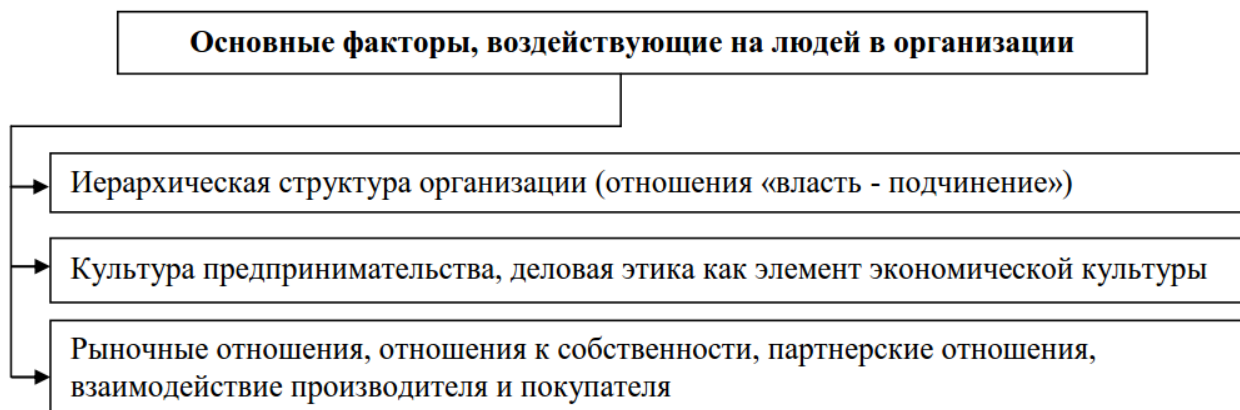 Основные факторы, воздействующие на людей в организации
Иерархическая структура организации (отношения «власть - подчинение»)
Культура предпринимательства, деловая этика как элемент экономической культуры
Рыночные отношения, отношения к собственности, партнерские отношения,
взаимодействие производителя и покупателя